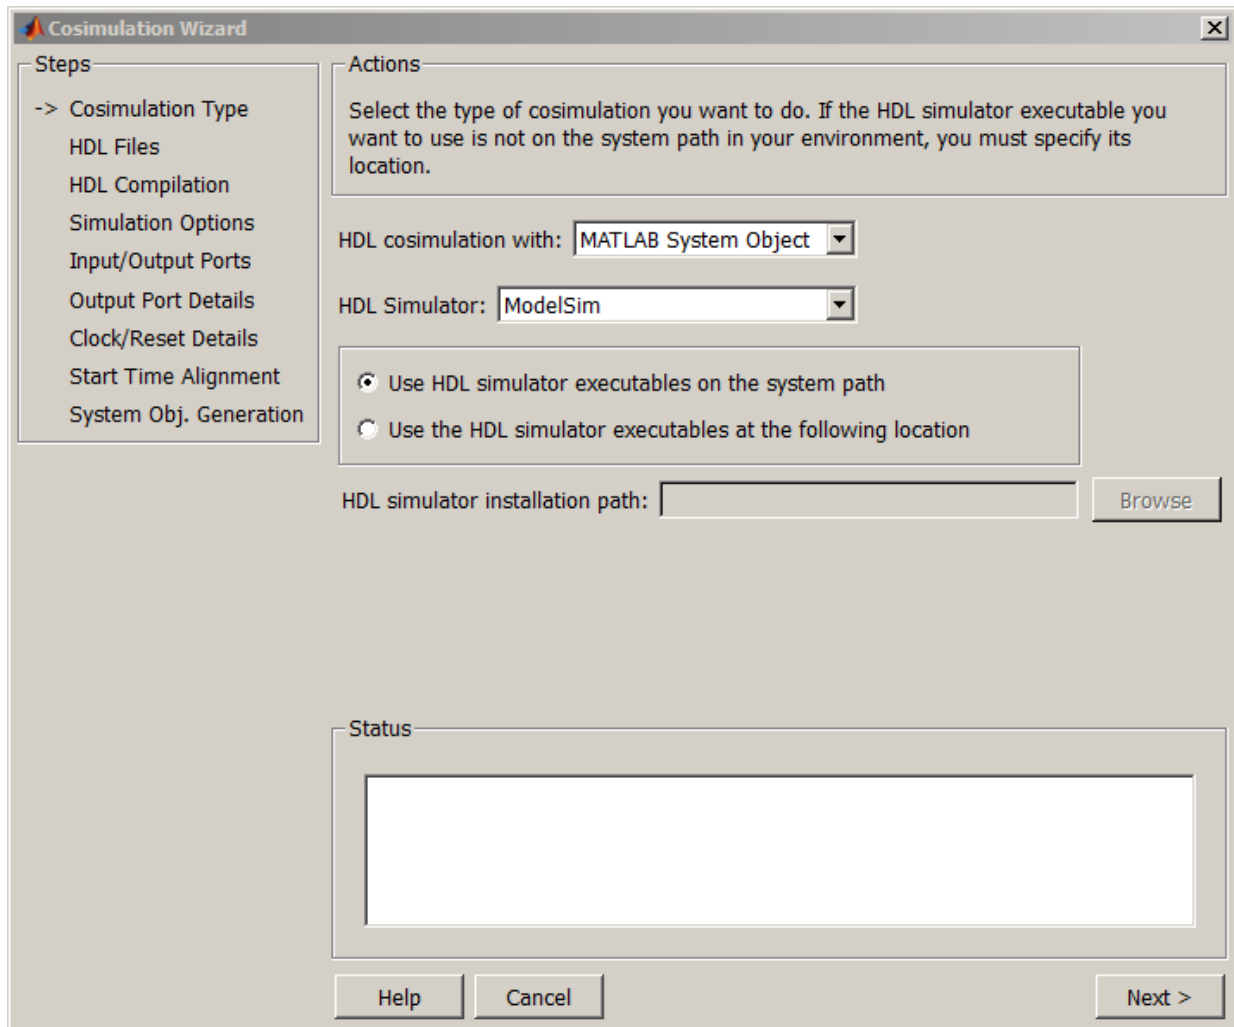 Cosimulation Wizard
Steps
-> Cosimulation Type
HDL Files
HDL Compilation
Simulation Options
Input/Output Ports
Output Port Details
Clock/Reset Details
Start Time Alignment
System Obj. Generation
Actions
Select the type of cosimulation you want to do. If the HDL simulator executable you
want to use is not on the system path in your environment, you must specify its
location.
HDL cosimulation with: MATLAB System Object
HDL Simulator: ModelSim
Use HDL simulator executables on the system path
Use the HDL simulator executables at the following location
HDL simulator installation path: Browse
Status
Help Cancel Next >